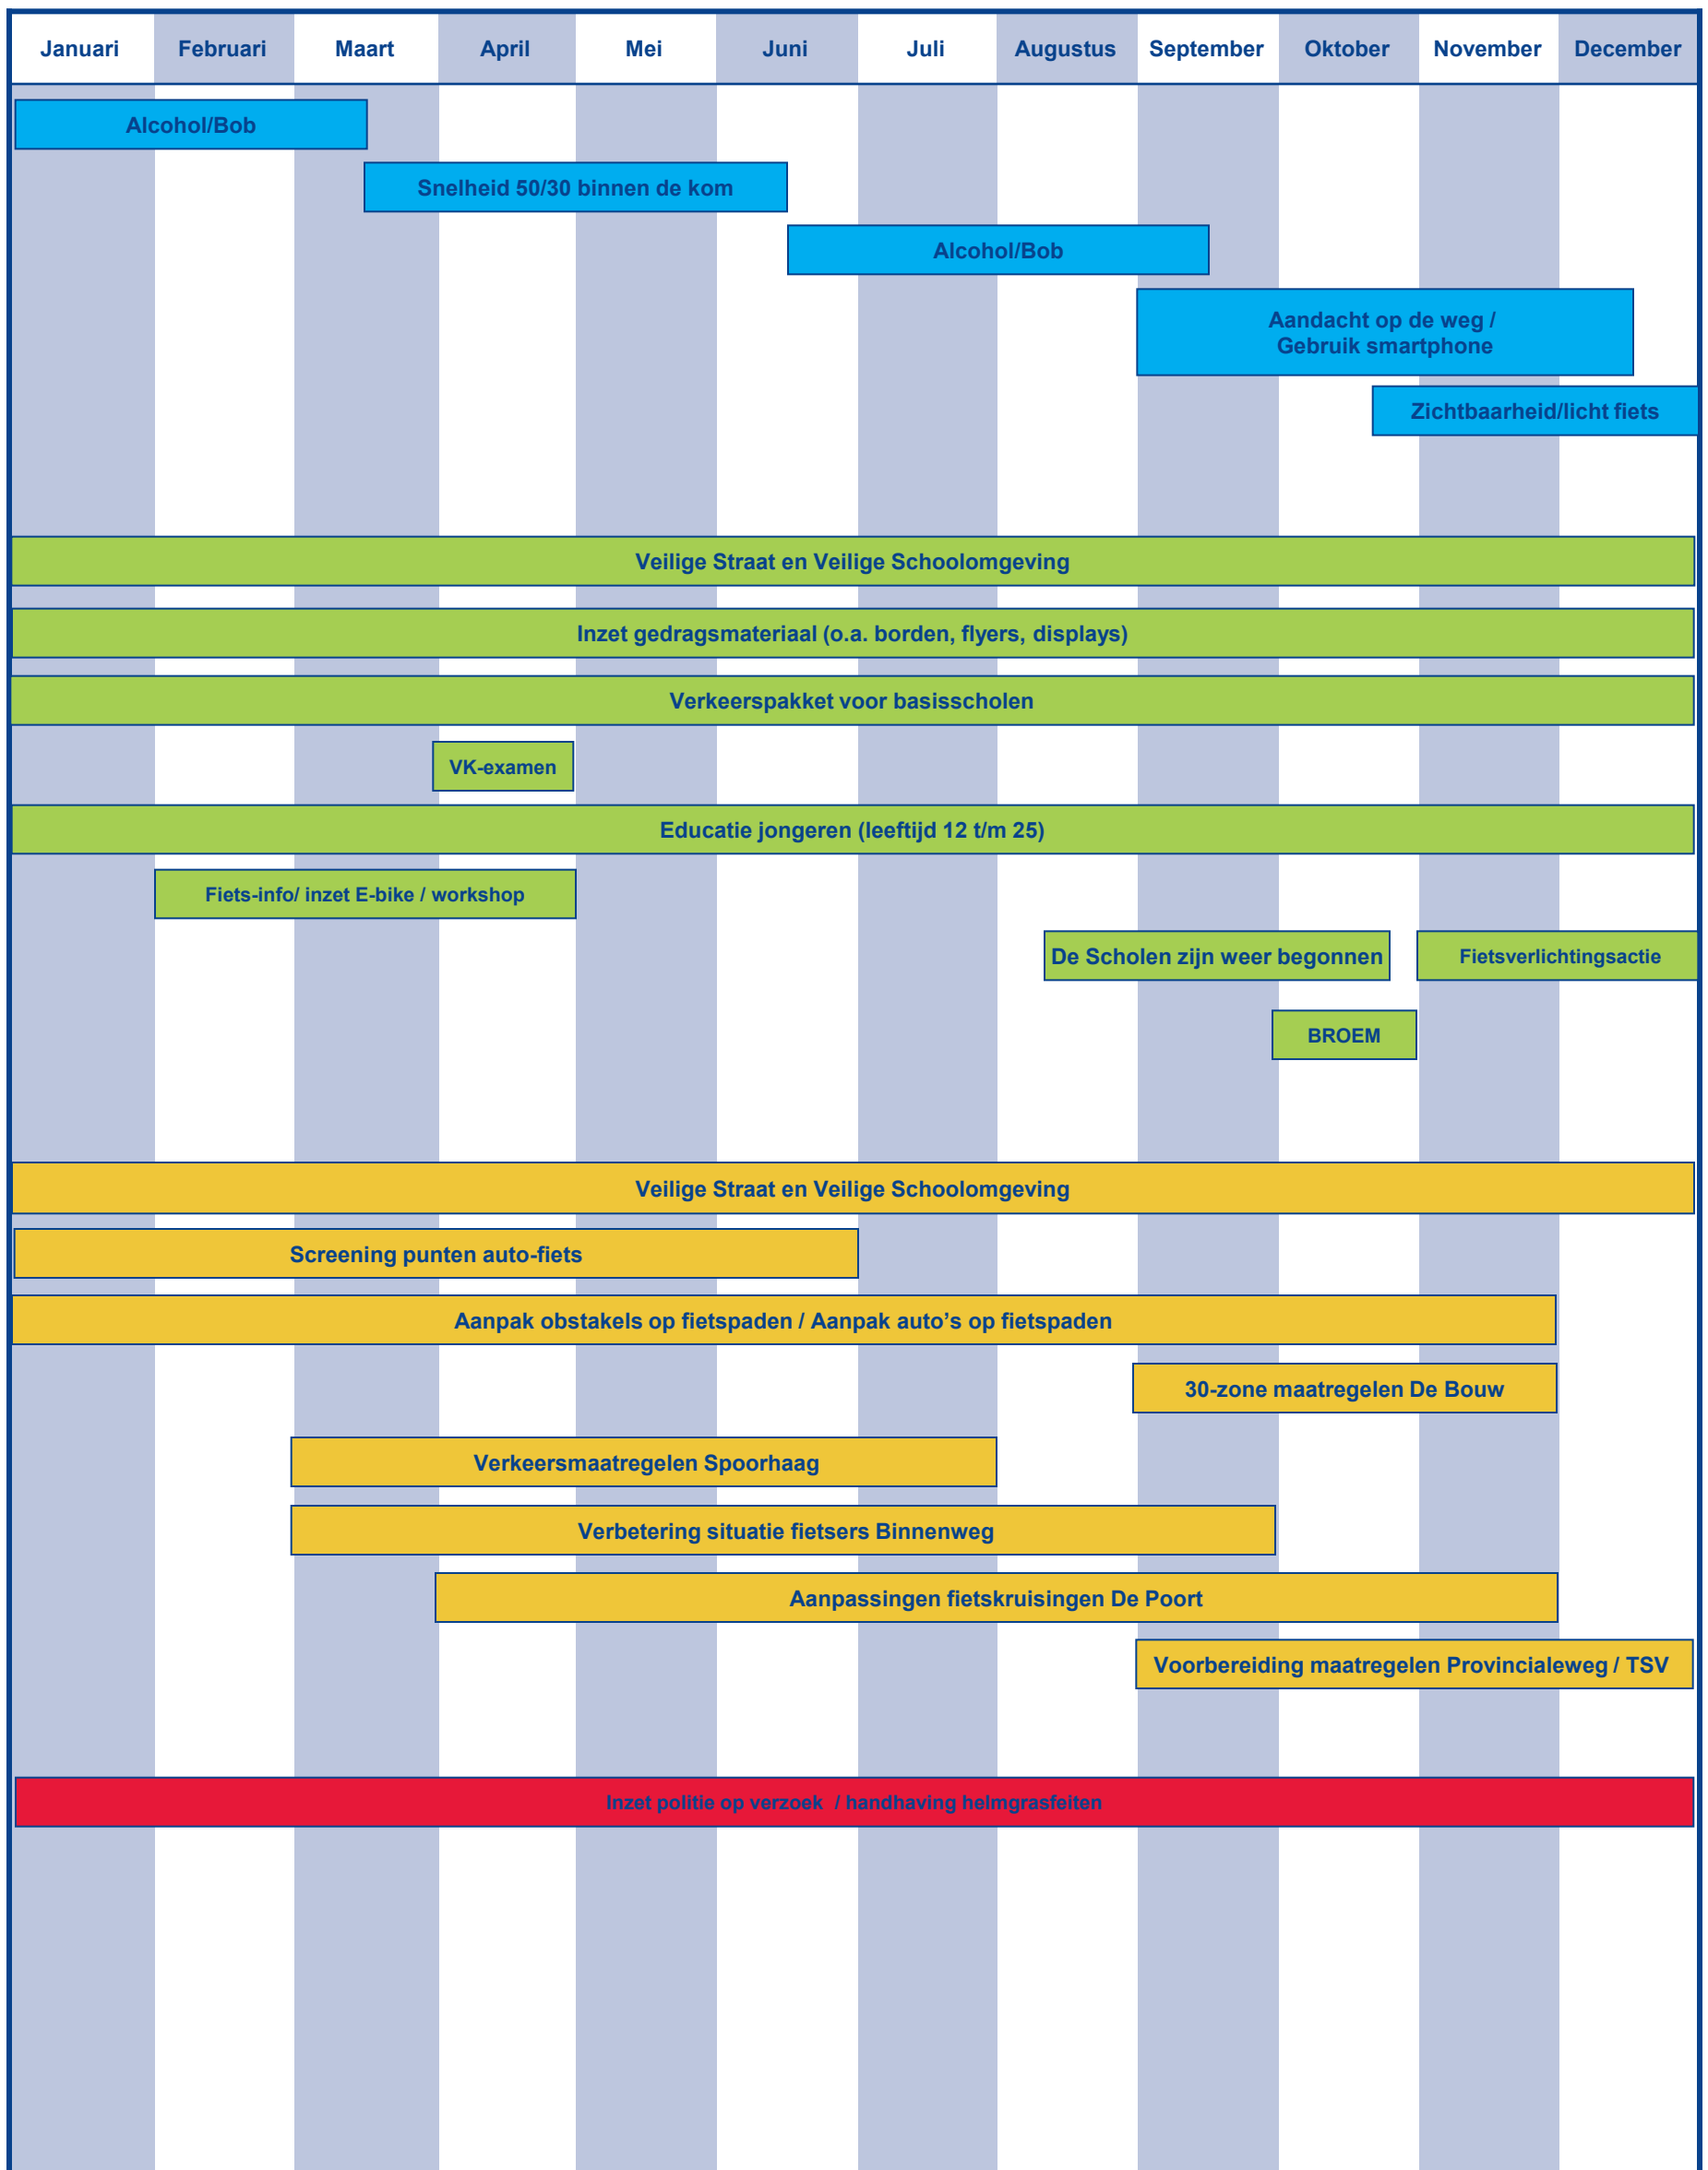 Januari Februari Maart April Mei Juni Juli Augustus September Oktober November December
Alcohol/Bob
Snelheid 50/30 binnen de kom
Alcohol/Bob
Aandacht op de weg /
Gebruik smartphone
Zichtbaarheid/licht fiets
Veilige Straat en Veilige Schoolomgeving
Inzet gedragsmateriaal (o.a. borden, flyers, displays)
Verkeerspakket voor basisscholen
VK-examen
Educatie jongeren (leeftijd 12 t/m 25)
Fiets-info/ inzet E-bike / workshop
De Scholen zijn weer begonnen Fietsverlichtingsactie
BROEM
Veilige Straat en Veilige Schoolomgeving
Screening punten auto-fiets
Aanpak obstakels op fietspaden / Aanpak auto’s op fietspaden
30-zone maatregelen De Bouw
Verkeersmaatregelen Spoorhaag
Verbetering situatie fietsers Binnenweg
Aanpassingen fietskruisingen De Poort
Voorbereiding maatregelen Provincialeweg / TSV
Inzet politie op verzoek / handhaving helmgrasfeiten